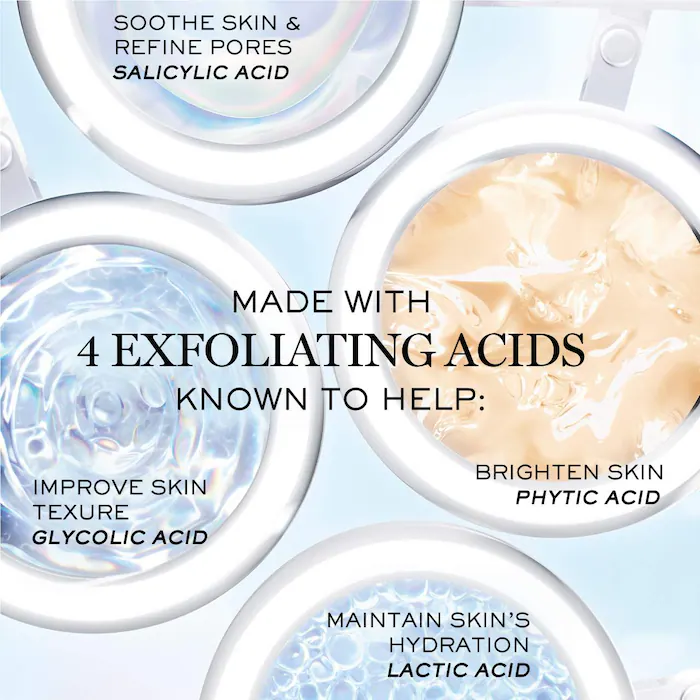 SOOTHE SKIN &
REFINE PORES
SALICYLIC ACID
MADE WITH
4 EXFOLIATING ACIDS
KNOWN TO HELP:
BRIGHTEN SKIN
PHYTIC ACID
IMPROVE SKIN
TEXURE
GLYCOLIC ACID
MAINTAIN SKIN'S
HYDRATION
LACTIC ACID